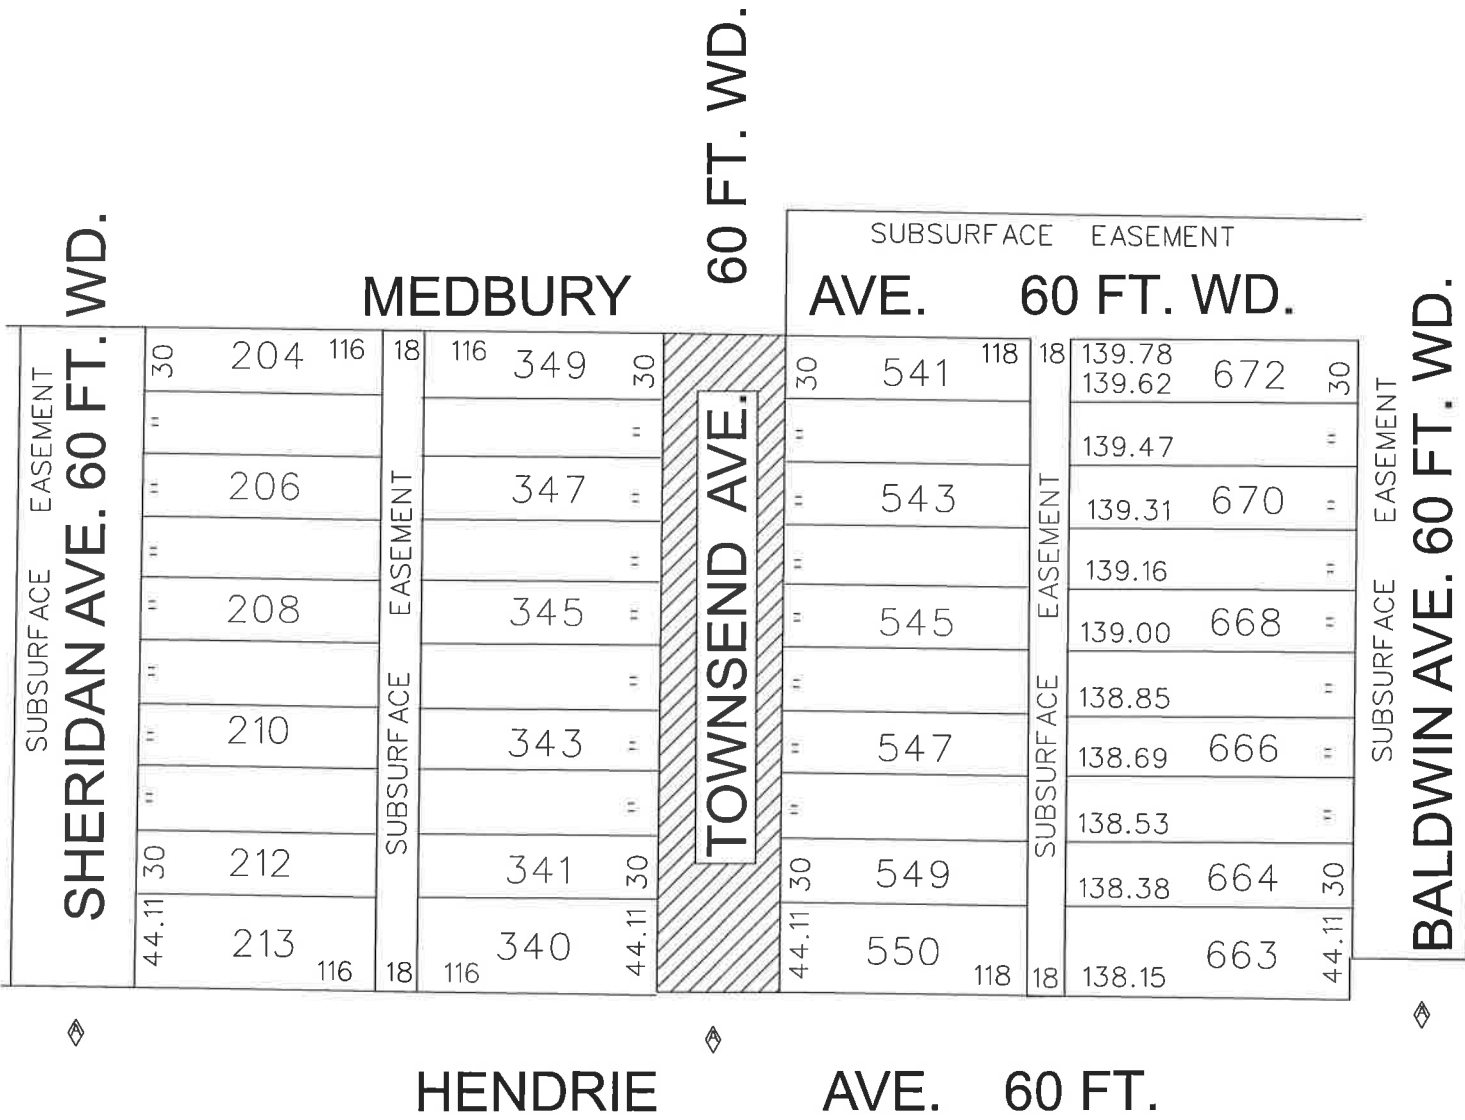 60 FT. WD.
SUBSURFACE EASEMENT
MEDBURY AVE. 60 FT. WD.
SUBSURFACE EASEMENT
SHERIDAN AVE. 60 FT. WD.
30 204 116 18 116 349 30
" "
" 206 347 "
" "
" 208 345 "
" "
" 210 343 "
" "
30 212 341 30
44.11 213 116 18 116 340 44.11
SUBSURFACE EASEMENT
TOWNSEND AVE.
30 541 118 18 139.78
139.62 672 30
" 139.47 "
" 543 139.31 670 "
" 139.16 "
" 545 139.00 668 "
" 138.85 "
" 547 138.69 666 "
" 138.53 "
30 549 138.38 664 30
44.11 550 118 18 138.15 663 44.11
SUBSURFACE EASEMENT
SUBSURFACE EASEMENT
BALDWIN AVE. 60 FT. WD.
A A A
HENDRIE AVE. 60 FT.